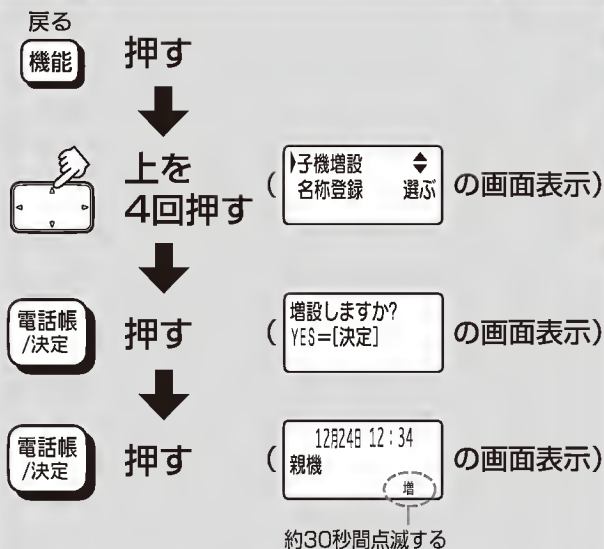 戻る
機能 押す
上を
4回押す
( 子機増設
名称登録 選ぶ の画面表示)
電話帳
/決定 押す
( 増設しますか?
YES=[決定] の画面表示)
電話帳
/決定 押す
( 12月24日 12:34
親機
増 の画面表示)
約30秒間点滅する